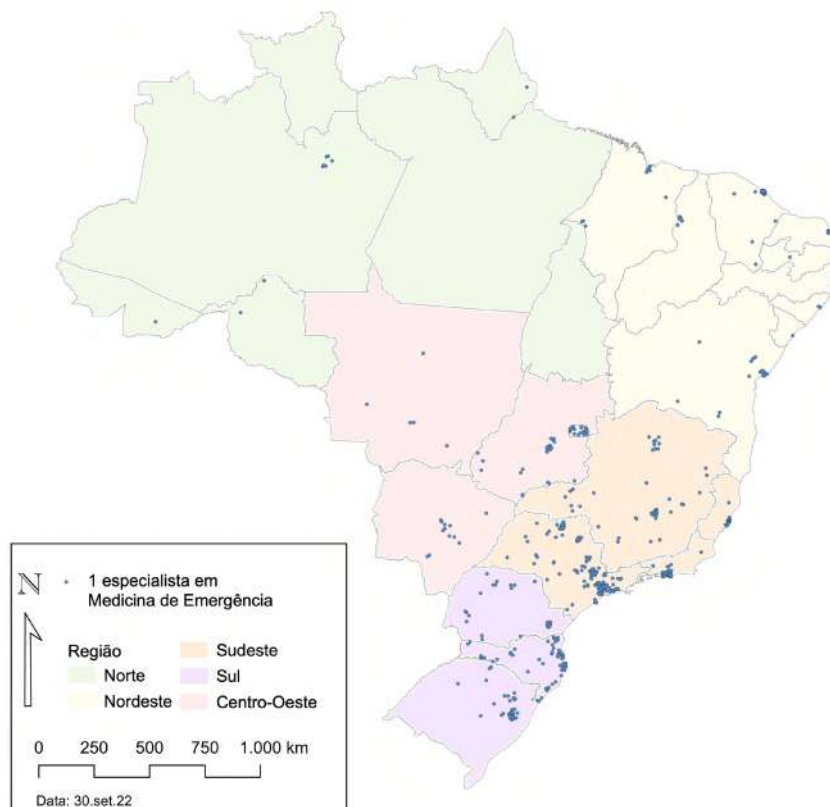 N
1 especialista em
Medicina de Emergência
Região
Norte
Nordeste
Sudeste
Sul
Centro-Oeste
0 250 500 750 1.000 km
Data: 30.set.22